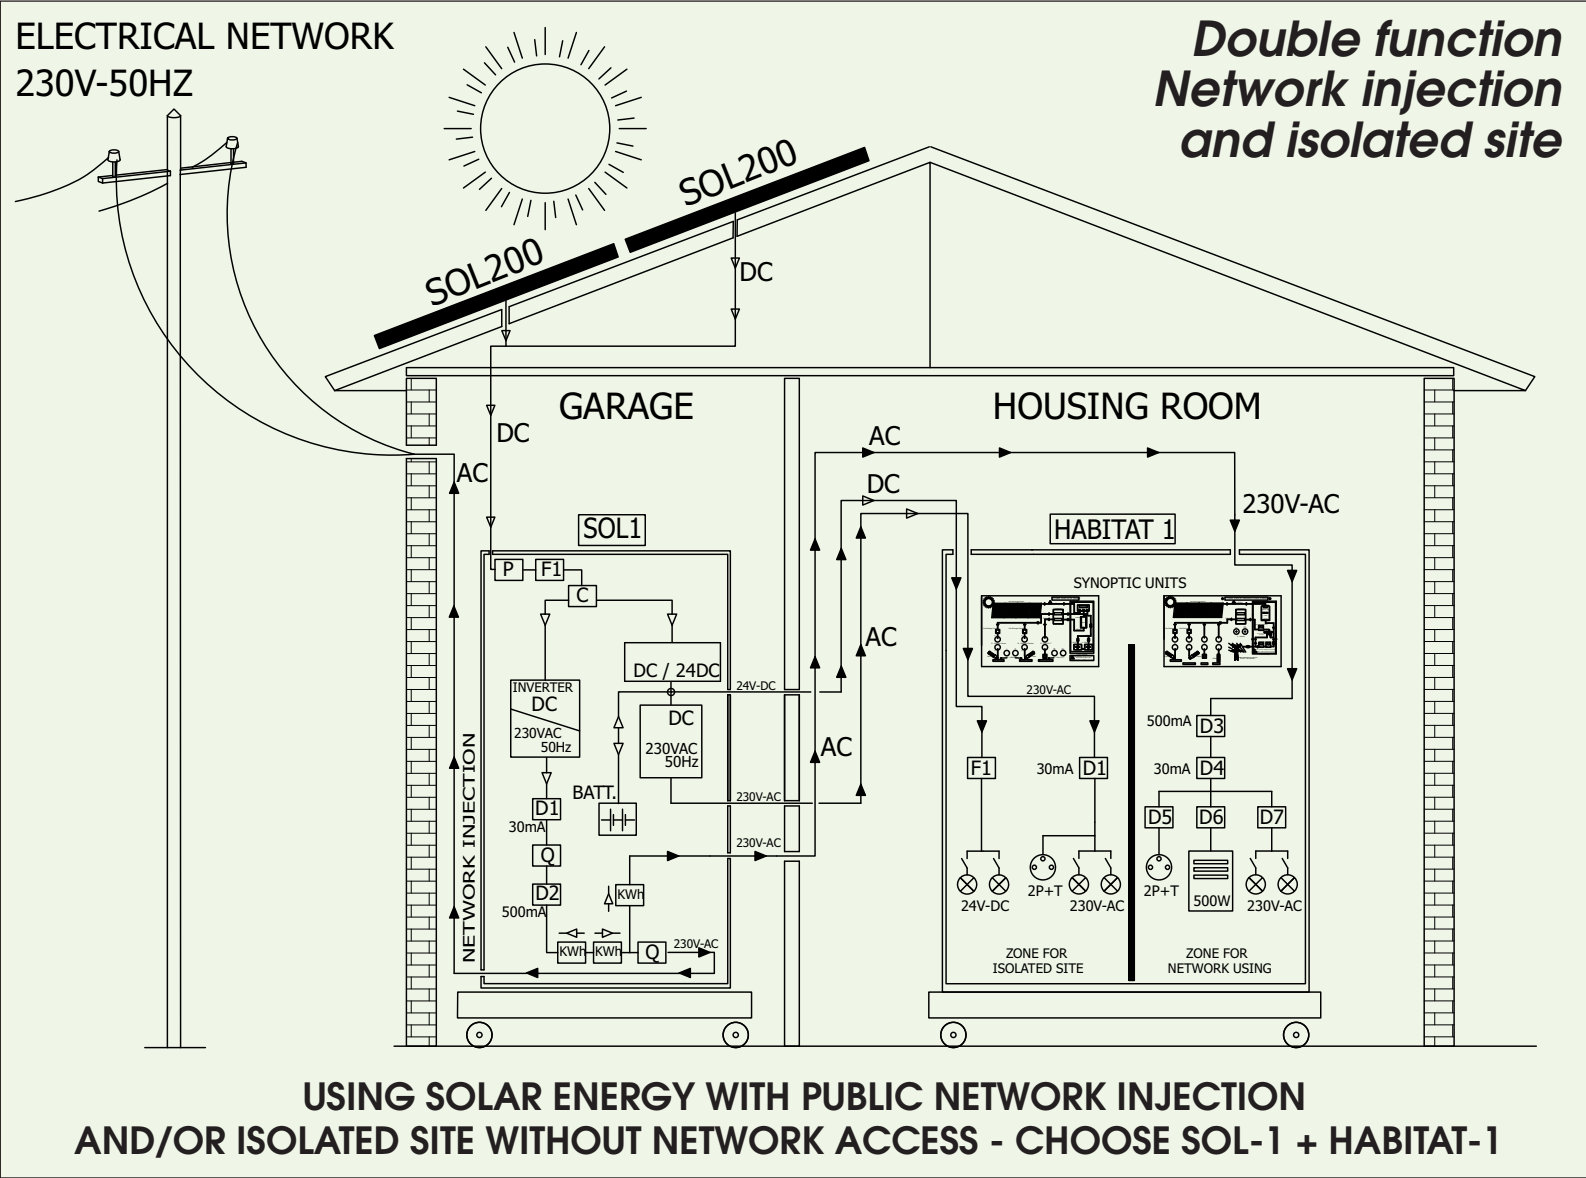 ELECTRICAL NETWORK
230V-50HZ
Double function
Network injection
and isolated site
SOL200
SOL200
DC
GARAGE
HOUSING ROOM
DC
AC
AC
DC
230V-AC
SOL1
HABITAT 1
P
F1
C
SYNOPTIC UNITS
DC / 24DC
AC
INVERTER
DC
230VAC
50Hz
24V-DC
DC
230VAC
50Hz
AC
230V-AC
500mA
D3
F1
30mA
D1
30mA
D4
BATT.
230V-AC
D1
30mA
D5
D6
D7
NETWORK INJECTION
230V-AC
Q
D2
500mA
KWh
2P+T
24V-DC
230V-AC
2P+T
500W
230V-AC
KWh
KWh
Q
230V-AC
ZONE FOR
ISOLATED SITE
ZONE FOR
NETWORK USING
USING SOLAR ENERGY WITH PUBLIC NETWORK INJECTION
AND/OR ISOLATED SITE WITHOUT NETWORK ACCESS - CHOOSE SOL-1 + HABITAT-1